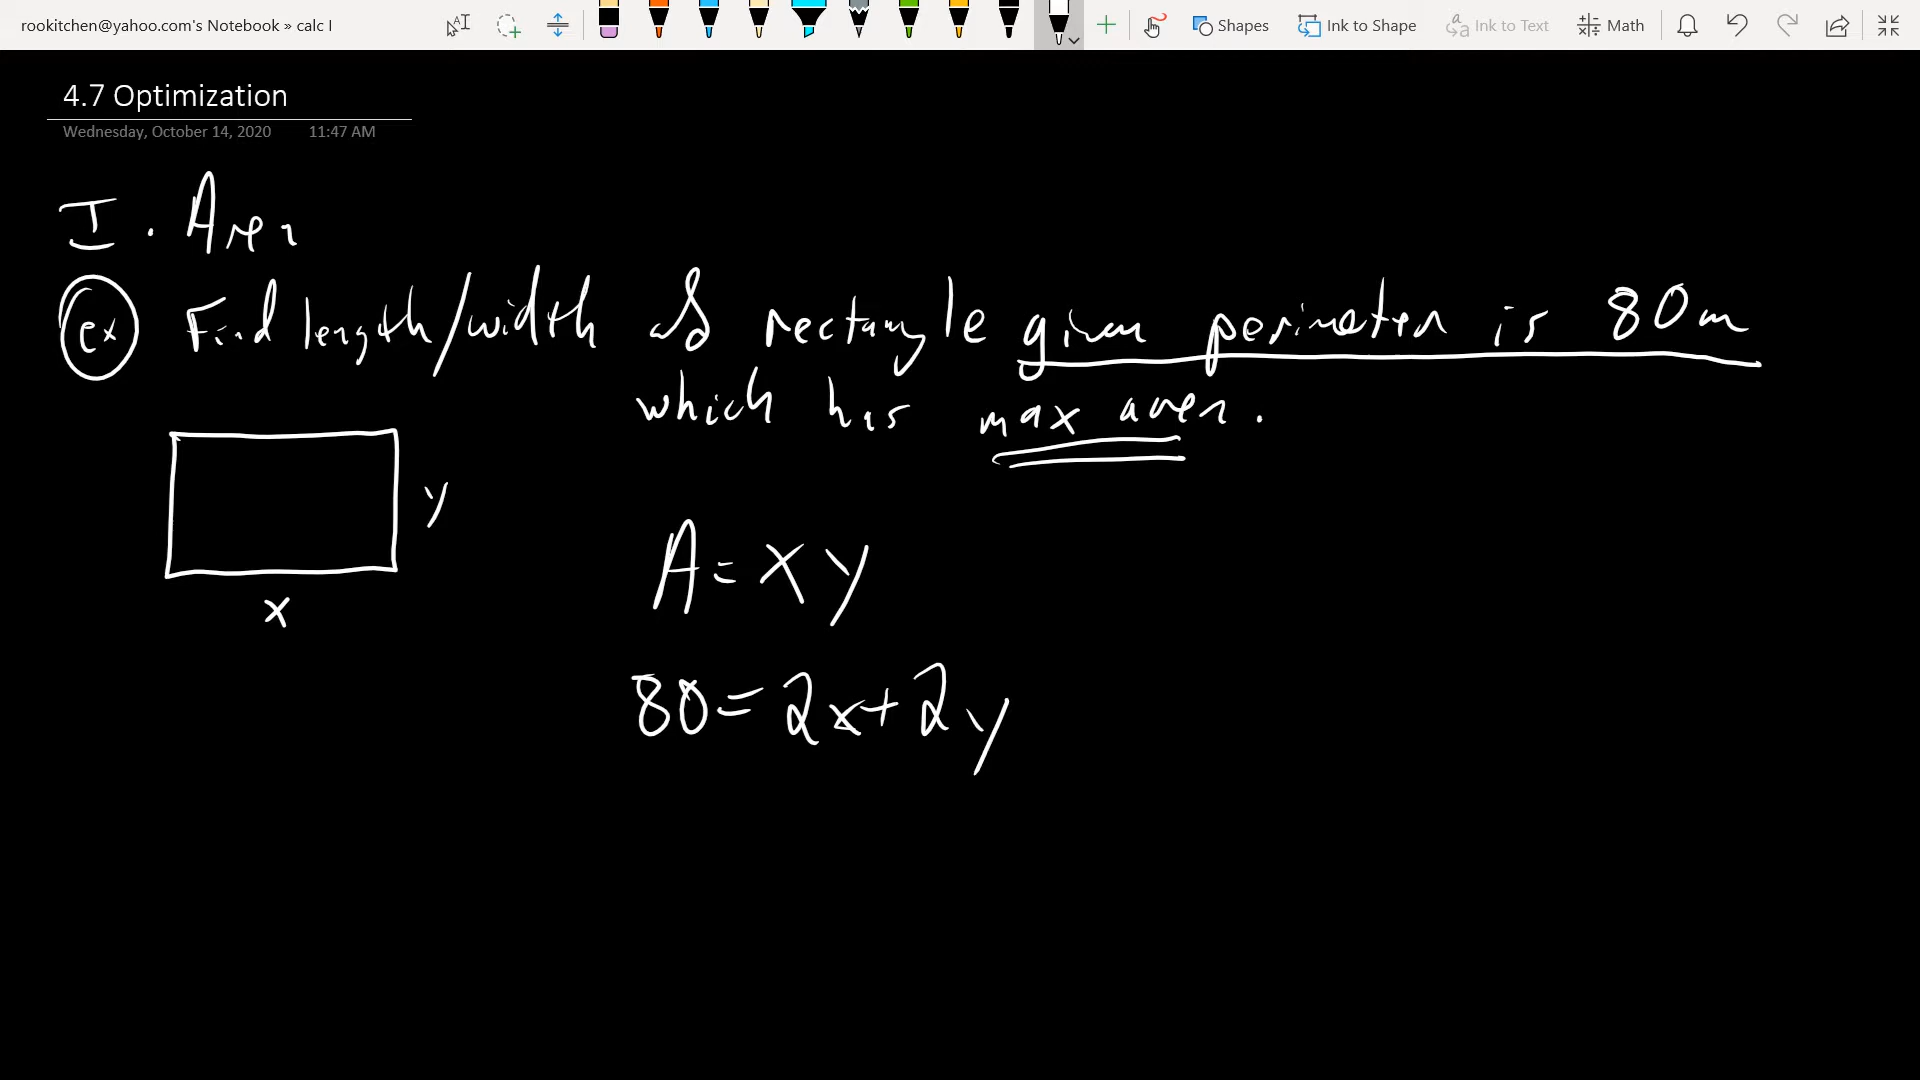 rookitchen@yahoo.com's Notebook » calc I
Shapes
Ink to Shape
Ink to Text
Math
4.7 Optimization
Wednesday, October 14, 2020 11:47 AM
I. Area
ex Find length/width of rectangle given perimeter is 80m
which has max area.
y
x
A = xy
80 = 2x + 2y